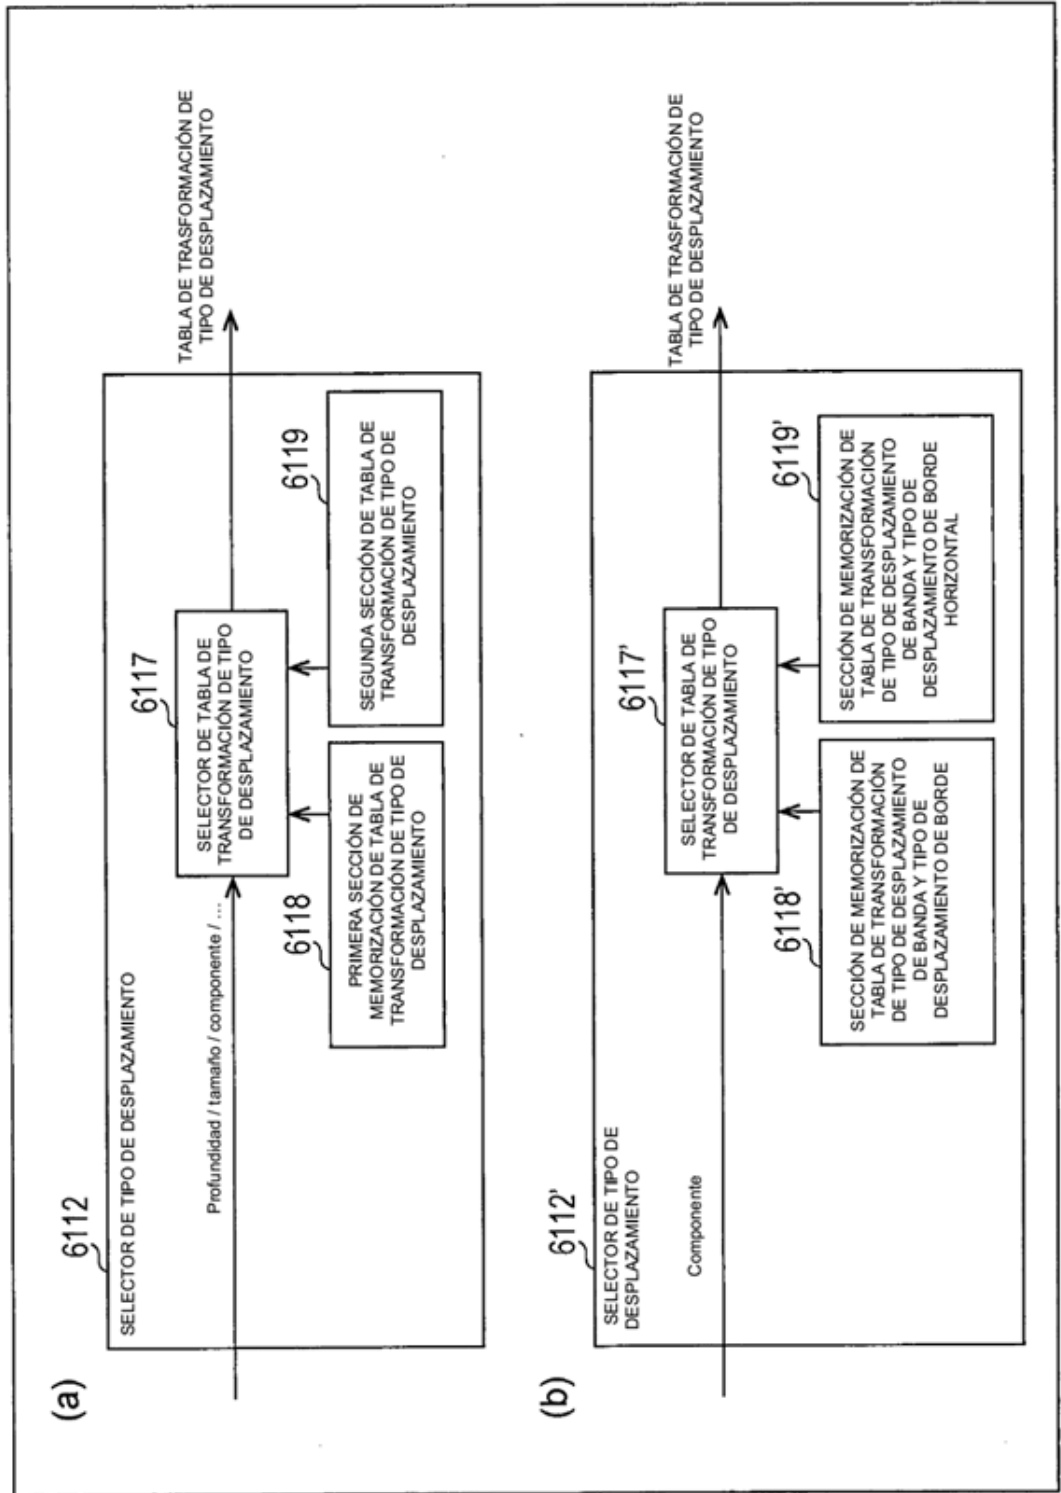 (a)
6112
SELECTOR DE TIPO DE DESPLAZAMIENTO
Profundidad / tamaño / componente / ...
6117
SELECTOR DE TABLA DE
TRANSFORMACIÓN DE TIPO
DE DESPLAZAMIENTO
6118
PRIMERA SECCIÓN DE
MEMORIZACIÓN DE TABLA DE
TRANSFORMACIÓN DE TIPO DE
DESPLAZAMIENTO
6119
SEGUNDA SECCIÓN DE TABLA DE
TRANSFORMACIÓN DE TIPO DE
DESPLAZAMIENTO
TABLA DE TRASFORMACIÓN DE
TIPO DE DESPLAZAMIENTO
(b)
6112'
SELECTOR DE TIPO DE
DESPLAZAMIENTO
Componente
6117'
SELECTOR DE TABLA DE
TRANSFORMACIÓN DE TIPO
DE DESPLAZAMIENTO
6118'
SECCIÓN DE MEMORIZACIÓN DE
TABLA DE TRANSFORMACIÓN
DE TIPO DE DESPLAZAMIENTO
DE BANDA Y TIPO DE
DESPLAZAMIENTO DE BORDE
6119'
SECCIÓN DE MEMORIZACIÓN DE
TABLA DE TRANSFORMACIÓN
DE TIPO DE DESPLAZAMIENTO
DE BANDA Y TIPO DE
DESPLAZAMIENTO DE BORDE
HORIZONTAL
TABLA DE TRASFORMACIÓN DE
TIPO DE DESPLAZAMIENTO